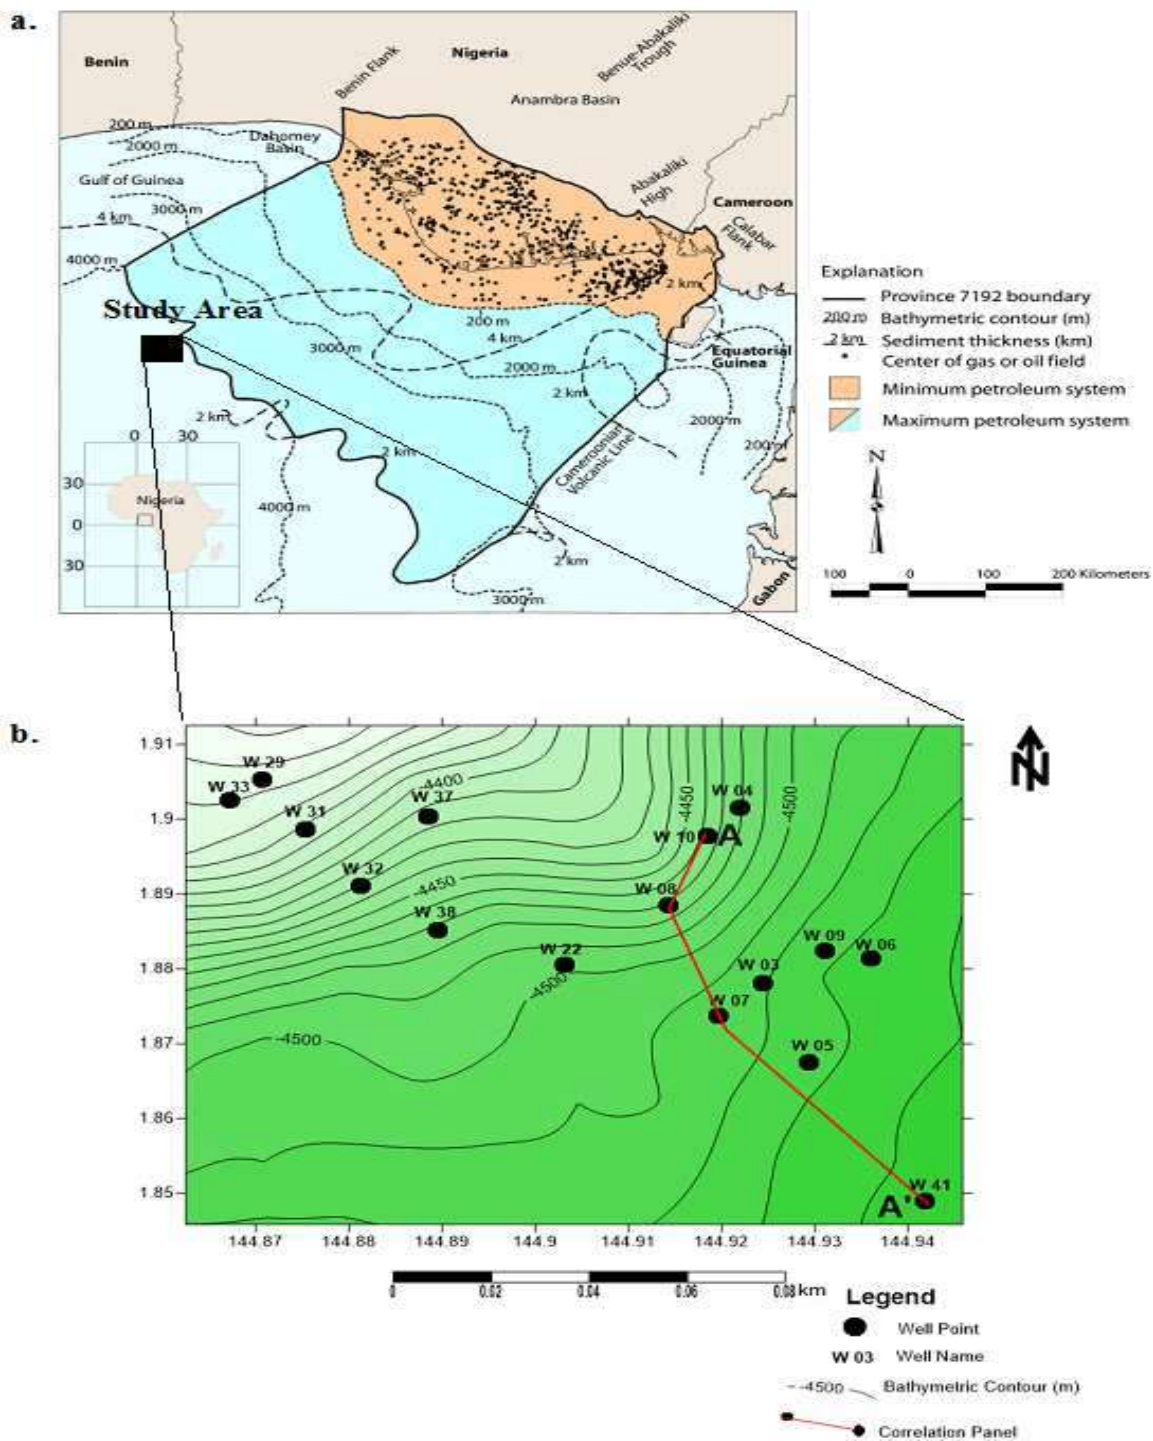 a.
Benin
Nigeria
Benin Flank
Benue-Abakaliki
Trough
Anambra Basin
200 m
2000 m
Dahomey
Basin
Gulf of Guinea
3000 m
4 km
4000 m
Abakaliki
High
Cameroon
Calabar
Flank
2 km
Study Area
200 m
4 km
3000 m
2000 m
2 km
Equatorial
Guinea
2 km
2 km
2000 m
200 m
Cameroonian
Volcanic Line
4000 m
2 km
3000 m
Gabon
0 30
30
Nigeria
0
30
Explanation
Province 7192 boundary
200 m Bathymetric contour (m)
2 km Sediment thickness (km)
Center of gas or oil field
Minimum petroleum system
Maximum petroleum system
N
100 0 100 200 Kilometers
b.
1.91
1.9
1.89
1.88
1.87
1.86
1.85
W 29
W 33
W 31
W 37
-4400
-4450
W 04
-4500
W 10 A
W 32
-4450
W 08
W 38
W 22
-4500
W 09
W 06
W 03
W 07
-4500
W 05
W 41
A'
144.87 144.88 144.89 144.9 144.91 144.92 144.93 144.94
N
0 0.02 0.04 0.06 0.08 km
Legend
Well Point
W 03 Well Name
-4500 Bathymetric Contour (m)
Correlation Panel